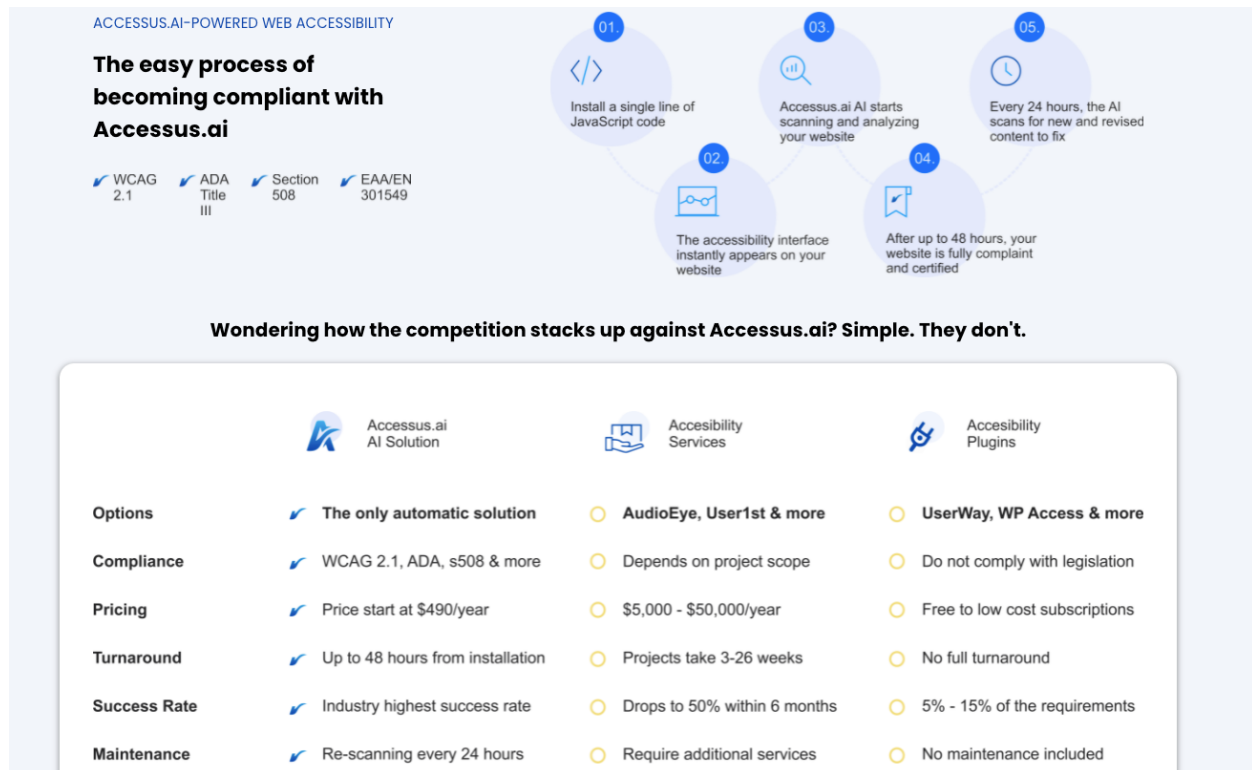 ACCESSUS.AI-POWERED WEB ACCESSIBILITY
The easy process of
becoming compliant with
Accessus.ai
WCAG
2.1
ADA
Title
III
Section
508
EAA/EN
301549
01.
Install a single line of
JavaScript code
02.
The accessibility interface
instantly appears on your
website
03.
Accessus.ai AI starts
scanning and analyzing
your website
04.
After up to 48 hours, your
website is fully complaint
and certified
05.
Every 24 hours, the AI
scans for new and revised
content to fix
Wondering how the competition stacks up against Accessus.ai? Simple. They don't.
Accessus.ai
AI Solution
Accesibility
Services
Accesibility
Plugins
Options The only automatic solution AudioEye, User1st & more UserWay, WP Access & more
Compliance WCAG 2.1, ADA, s508 & more Depends on project scope Do not comply with legislation
Pricing Price start at $490/year $5,000 - $50,000/year Free to low cost subscriptions
Turnaround Up to 48 hours from installation Projects take 3-26 weeks No full turnaround
Success Rate Industry highest success rate Drops to 50% within 6 months 5% - 15% of the requirements
Maintenance Re-scanning every 24 hours Require additional services No maintenance included